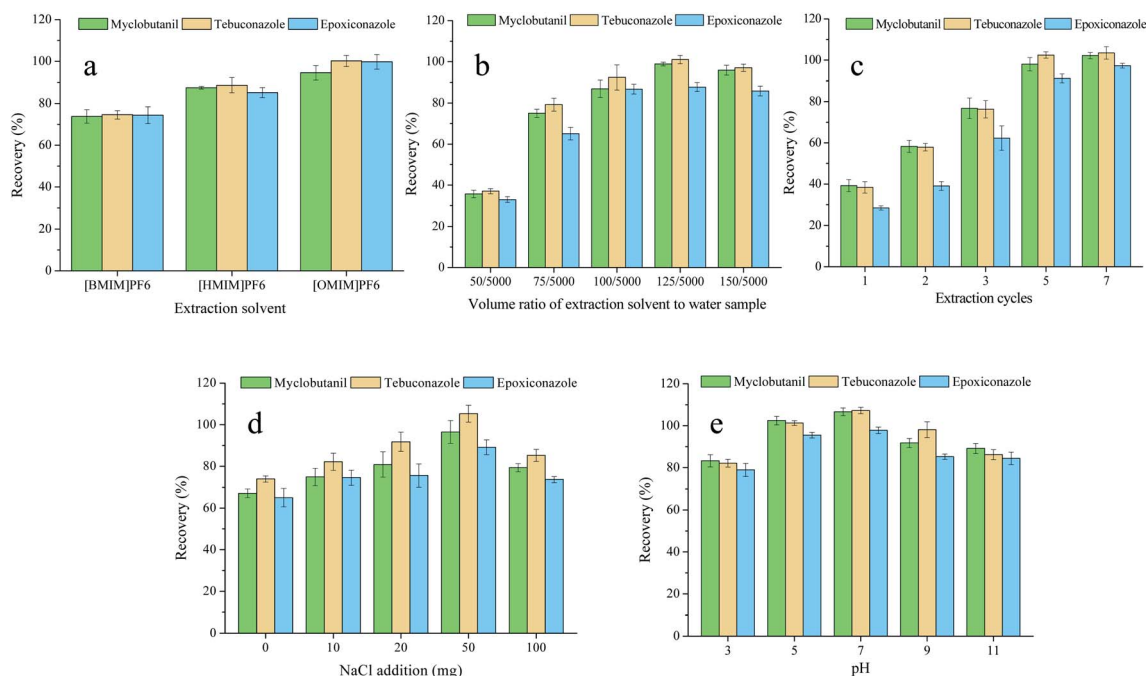 Myclobutanil Tebuconazole Epoxiconazole
a
120
100
80
60
40
20
0
Recovery (%)
[BMIM]PF6 [HMIM]PF6 [OMIM]PF6
Extraction solvent
Myclobutanil Tebuconazole Epoxiconazole
b
120
100
80
60
40
20
0
Recovery (%)
50/5000 75/5000 100/5000 125/5000 150/5000
Volume ratio of extraction solvent to water sample
Myclobutanil Tebuconazole Epoxiconazole
c
120
100
80
60
40
20
0
Recovery (%)
1 2 3 5 7
Extraction cycles
Myclobutanil Tebuconazole Epoxiconazole
d
120
100
80
60
40
20
0
Recovery (%)
0 10 20 50 100
NaCl addition (mg)
Myclobutanil Tebuconazole Epoxiconazole
e
120
100
80
60
40
20
0
Recovery (%)
3 5 7 9 11
pH